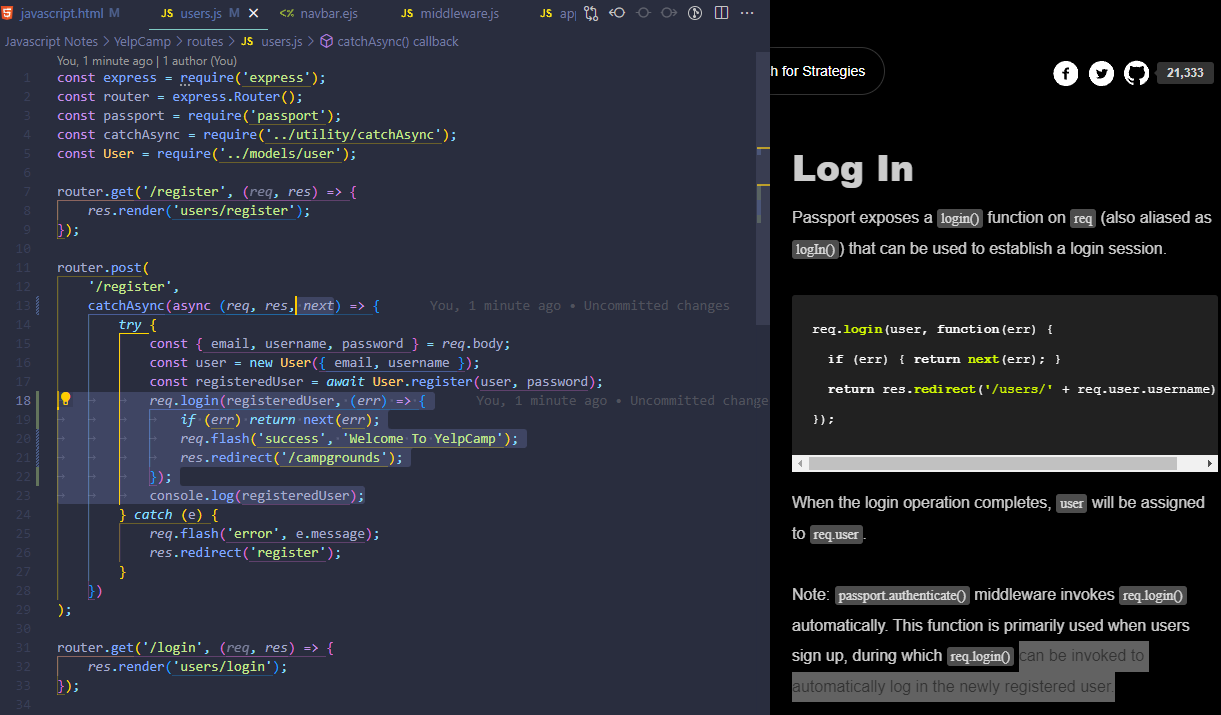 javascript.html M
JS users.js M
<% navbar.ejs
JS middleware.js
JS app
Javascript Notes > YelpCamp > routes > JS users.js > catchAsync() callback
You, 1 minute ago | 1 author (You)
1 const express = require('express');
2 const router = express.Router();
3 const passport = require('passport');
4 const catchAsync = require('../utility/catchAsync');
5 const User = require('../models/user');
6
7 router.get('/register', (req, res) => {
8 res.render('users/register');
9 });
10
11 router.post(
12 '/register',
13 catchAsync(async (req, res, next) => { You, 1 minute ago • Uncommitted changes
14 try {
15 const { email, username, password } = req.body;
16 const user = new User({ email, username });
17 const registeredUser = await User.register(user, password);
18 req.login(registeredUser, (err) => { You, 1 minute ago • Uncommitted change
19 if (err) return next(err);
20 req.flash('success', 'Welcome To YelpCamp');
21 res.redirect('/campgrounds');
22 });
23 console.log(registeredUser);
24 } catch (e) {
25 req.flash('error', e.message);
26 res.redirect('register');
27 }
28 })
29 );
30
31 router.get('/login', (req, res) => {
32 res.render('users/login');
33 });
34
h for Strategies
21,333
Log In
Passport exposes a login() function on req (also aliased as
logIn()) that can be used to establish a login session.
req.login(user, function(err) {
if (err) { return next(err); }
return res.redirect('/users/' + req.user.username)
});
When the login operation completes, user will be assigned
to req.user.
Note: passport.authenticate() middleware invokes req.login()
automatically. This function is primarily used when users
sign up, during which req.login() can be invoked to
automatically log in the newly registered user.